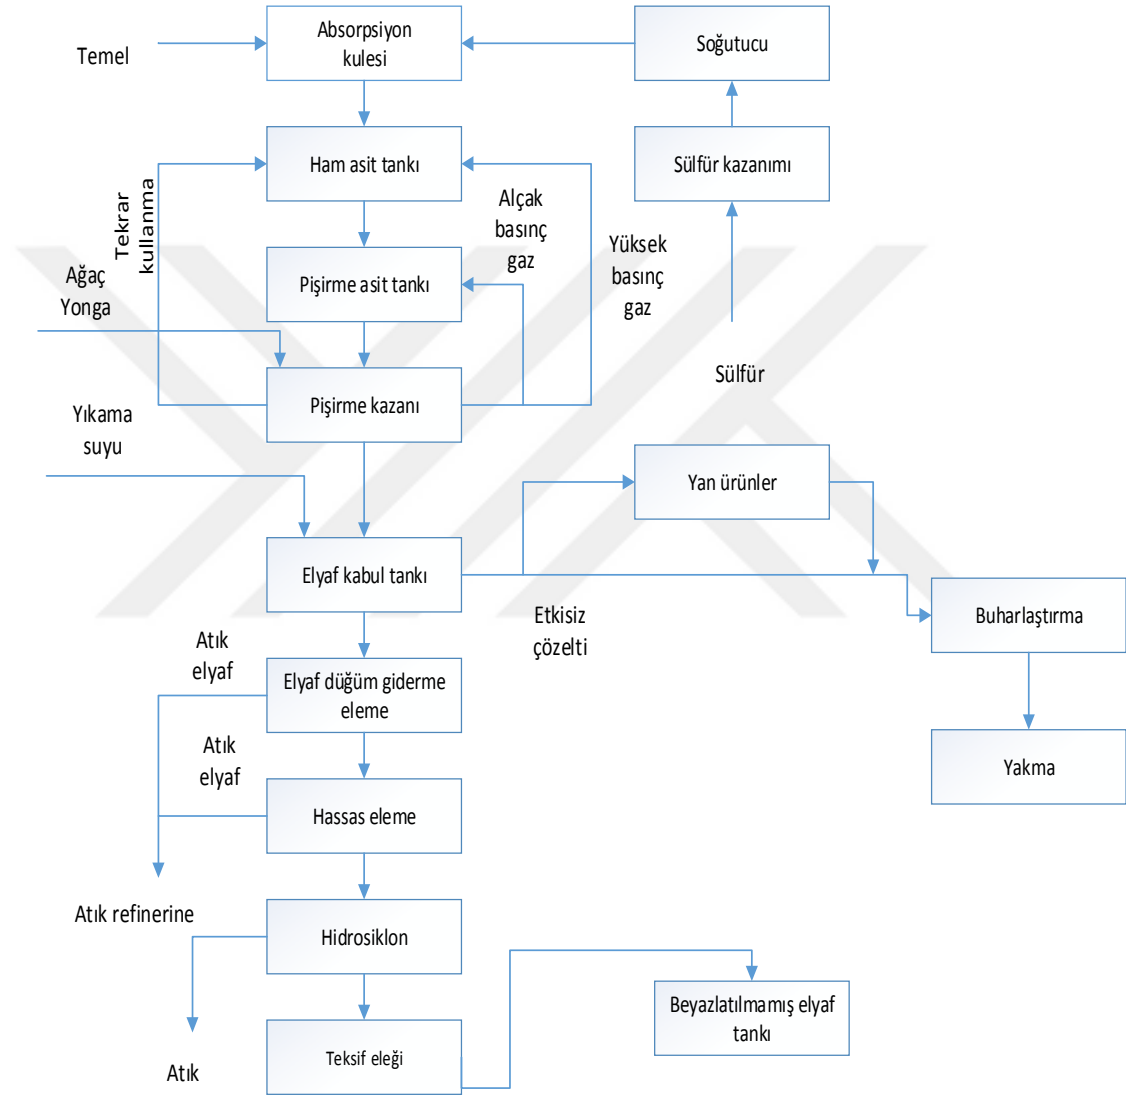 Temel
Absorpsiyon
kulesi
Soğutucu
Ham asit tankı
Sülfür kazanımı
Tekrar
kullanma
Alçak
basınç
gaz
Yüksek
basınç
gaz
Ağaç
Yonga
Pişirme asit tankı
Sülfür
Pişirme kazanı
Yıkama
suyu
Yan ürünler
Elyaf kabul tankı
Etkisiz
çözelti
Buharlaştırma
Atık
elyaf
Elyaf düğüm giderme
eleme
Atık
elyaf
Yakma
Hassas eleme
Atık refinerine
Hidrosiklon
Beyazlatılmamış elyaf
tankı
Teksif eleği
Atık